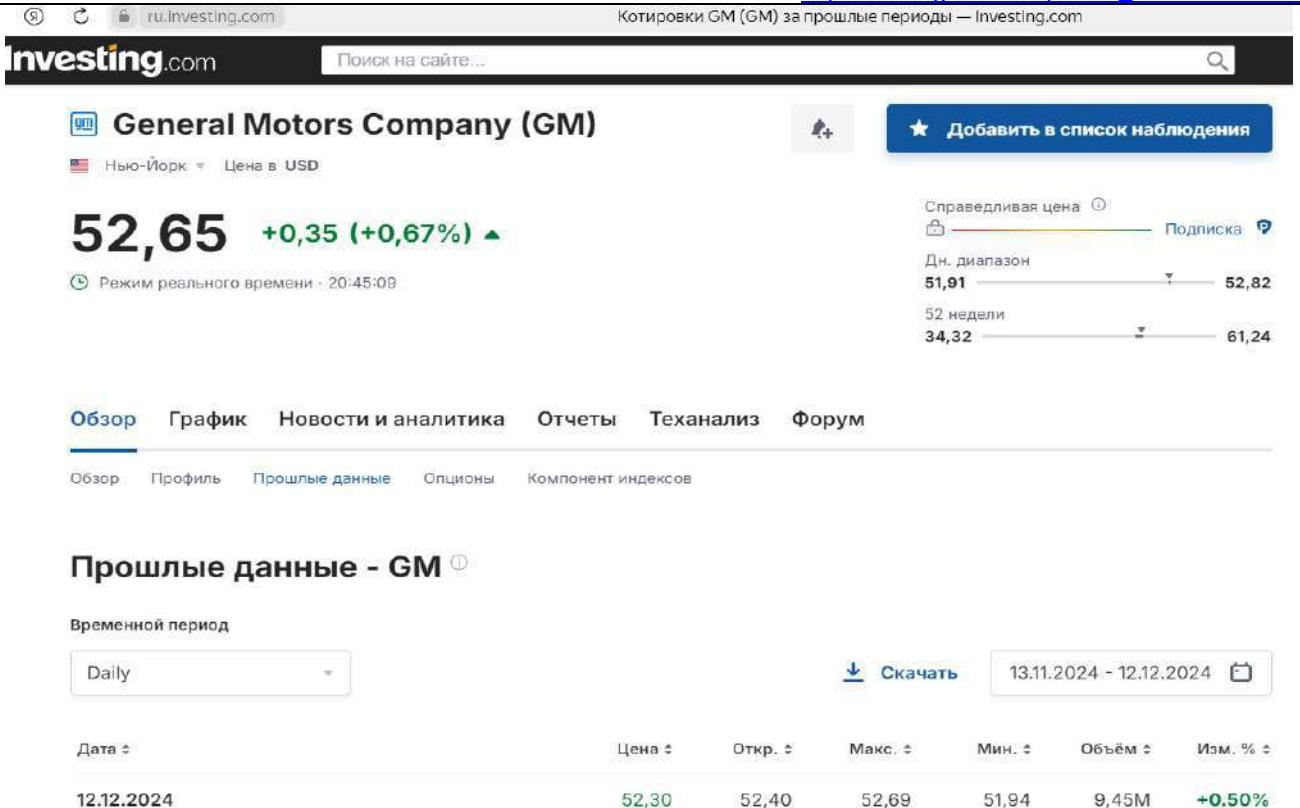 Я ru.investing.com Котировки GM (GM) за прошлые периоды — Investing.com
Investing.com Поиск на сайте...
gm General Motors Company (GM) Добавить в список наблюдения
Нью-Йорк Цена в USD
52,65 +0,35 (+0,67%)
Режим реального времени · 20:45:09
Справедливая цена
Подписка
Дн. диапазон
51,91 52,82
52 недели
34,32 61,24
Обзор График Новости и аналитика Отчеты Теханализ Форум
Обзор Профиль Прошлые данные Опционы Компонент индексов
Прошлые данные - GM
Временной период
Daily Скачать 13.11.2024 - 12.12.2024
Дата Цена Откр. Макс. Мин. Объём Изм. %
12.12.2024 52,30 52,40 52,69 51,94 9,45M +0.50%